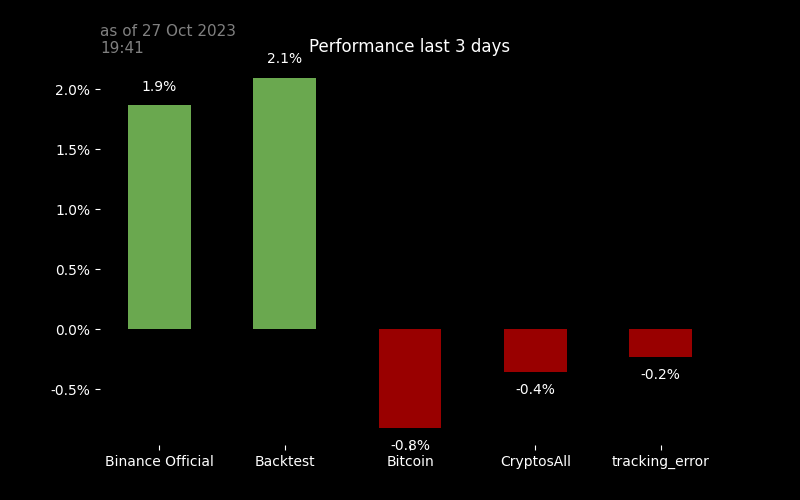 as of 27 Oct 2023
19:41
Performance last 3 days
2.0%
1.5%
1.0%
0.5%
0.0%
-0.5%
1.9%
2.1%
-0.8%
-0.4%
-0.2%
Binance Official
Backtest
Bitcoin
CryptosAll
tracking_error